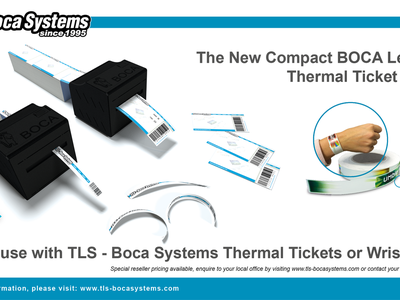 Boca Systems
since 1995
The New Compact BOCA Le
Thermal Ticket
BOCA
BOCA
use with TLS - Boca Systems Thermal Tickets or Wris
Special reseller pricing available, enquire to your local office by visiting www.tls-bocasystems.com or contact your
ormation, please visit: www.tls-bocasystems.com